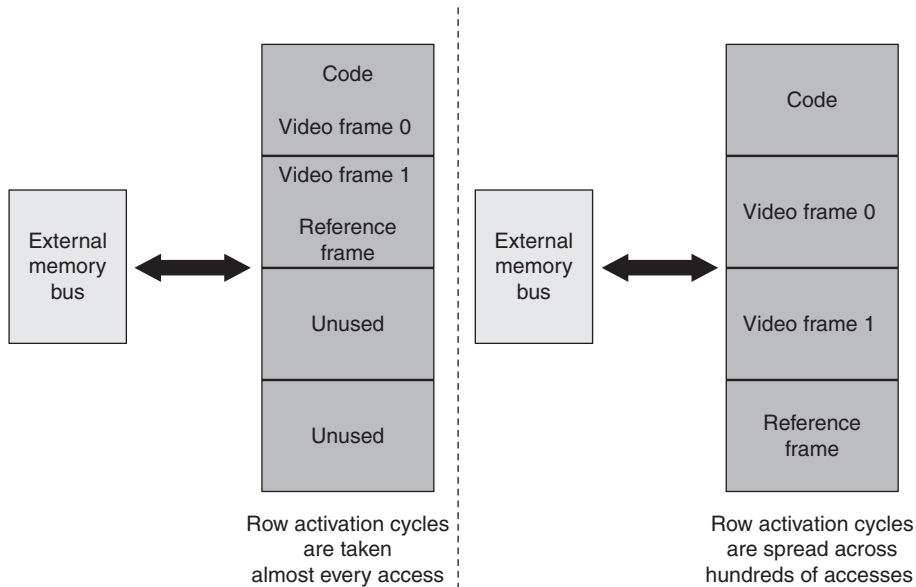 External
memory
bus
Code
Video frame 0
Video frame 1
Reference
frame
Unused
Unused
Row activation cycles
are taken
almost every access
External
memory
bus
Code
Video frame 0
Video frame 1
Reference
frame
Row activation cycles
are spread across
hundreds of accesses